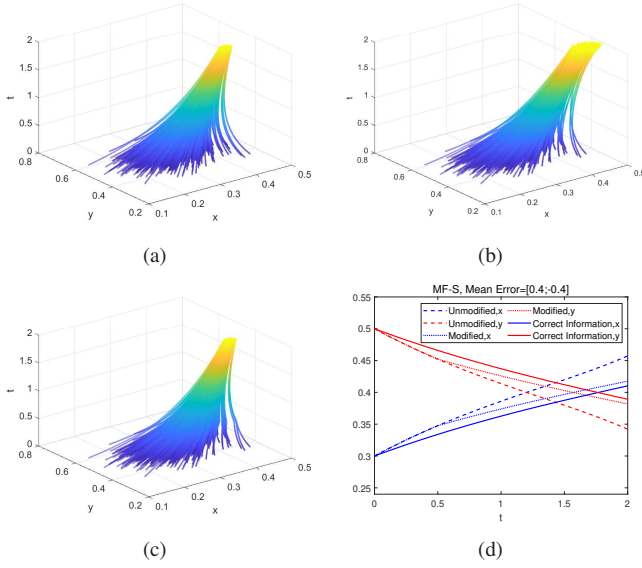 2
1.5
1
t
0.5
0
0.8
0.6
y
0.4
0.2
0.1
0.2
0.3
x
0.4
0.5
(a)
2
1.5
1
t
0.5
0
0.8
0.6
y
0.4
0.2
0.1
0.2
0.3
x
0.4
0.5
(b)
2
1.5
1
t
0.5
0
0.8
0.6
y
0.4
0.2
0.1
0.2
0.3
x
0.4
0.5
(c)
MF-S, Mean Error=[0.4;-0.4]
0.55
0.5
0.45
0.4
0.35
0.3
0.25
Unmodified,x
Unmodified,y
Modified,x
Modified,y
Correct Information,x
Correct Information,y
0 0.5 1 1.5 2
t
(d)